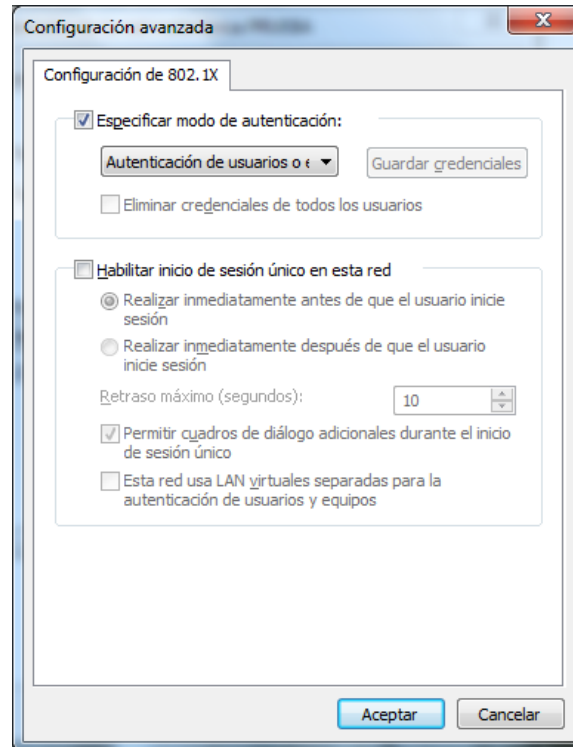 Configuración avanzada
Configuración de 802.1X
Especificar modo de autenticación:
Autenticación de usuarios o e
Guardar credenciales
Eliminar credenciales de todos los usuarios
Habilitar inicio de sesión único en esta red
Realizar inmediatamente antes de que el usuario inicie
sesión
Realizar inmediatamente después de que el usuario
inicie sesión
Retraso máximo (segundos):
10
Permitir cuadros de diálogo adicionales durante el inicio
de sesión único
Esta red usa LAN virtuales separadas para la
autenticación de usuarios y equipos
Aceptar
Cancelar